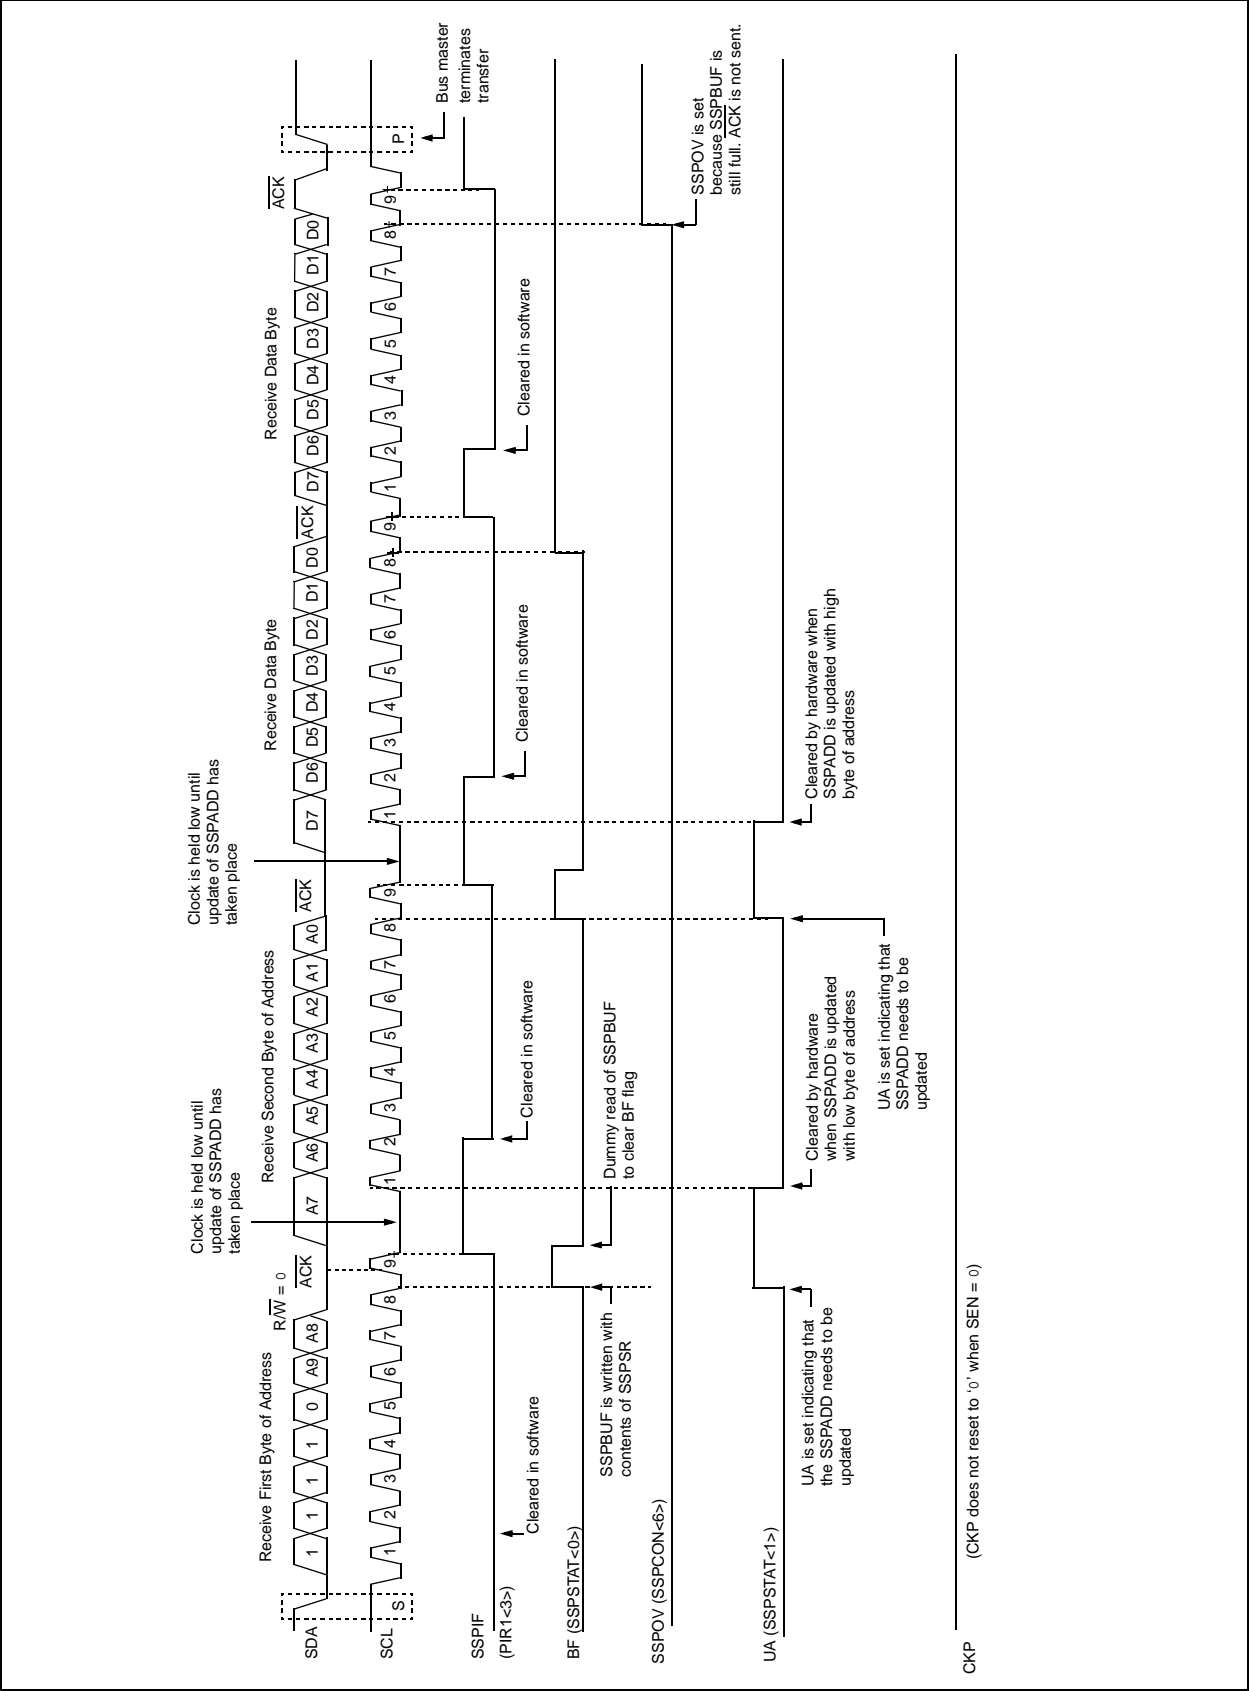 Clock is held low until
update of SSPADD has
taken place
Clock is held low until
update of SSPADD has
taken place
Receive First Byte of Address
R/W = 0
Receive Second Byte of Address
Receive Data Byte
Receive Data Byte
ACK
SDA
1
1
1
1
0
A9
A8
ACK
A7
A6
A5
A4
A3
A2
A1
A0
ACK
D7
D6
D5
D4
D3
D2
D1
D0
ACK
D7
D6
D5
D4
D3
D2
D1
D0
SCL
S
1
2
3
4
5
6
7
8
9
1
2
3
4
5
6
7
8
9
1
2
3
4
5
6
7
8
9
1
2
3
4
5
6
7
8
9
P
Bus master
terminates
transfer
SSPIF
(PIR1<3>)
Cleared in software
Cleared in software
Cleared in software
Cleared in software
BF (SSPSTAT<0>)
SSPBUF is written with
contents of SSPSR
Dummy read of SSPBUF
to clear BF flag
SSPOV (SSPCON<6>)
SSPOV is set
because SSPBUF is
still full. ACK is not sent.
UA (SSPSTAT<1>)
UA is set indicating that
the SSPADD needs to be
updated
Cleared by hardware
when SSPADD is updated
with low byte of address
UA is set indicating that
SSPADD needs to be
updated
Cleared by hardware when
SSPADD is updated with high
byte of address
CKP
(CKP does not reset to ‘0’ when SEN = 0)